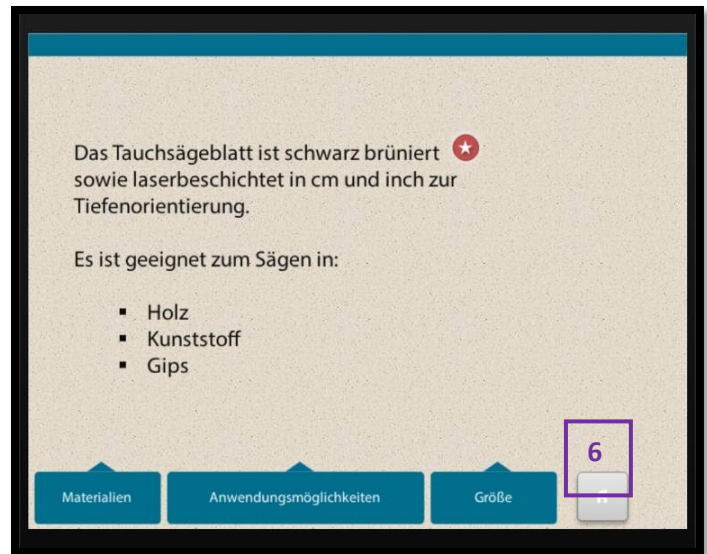 Das Tauchsägeblatt ist schwarz brüniert
sowie laserbeschichtet in cm und inch zur
Tiefenorientierung.
Es ist geeignet zum Sägen in:
▪ Holz
▪ Kunststoff
▪ Gips
6
Materialien
Anwendungsmöglichkeiten
Größe